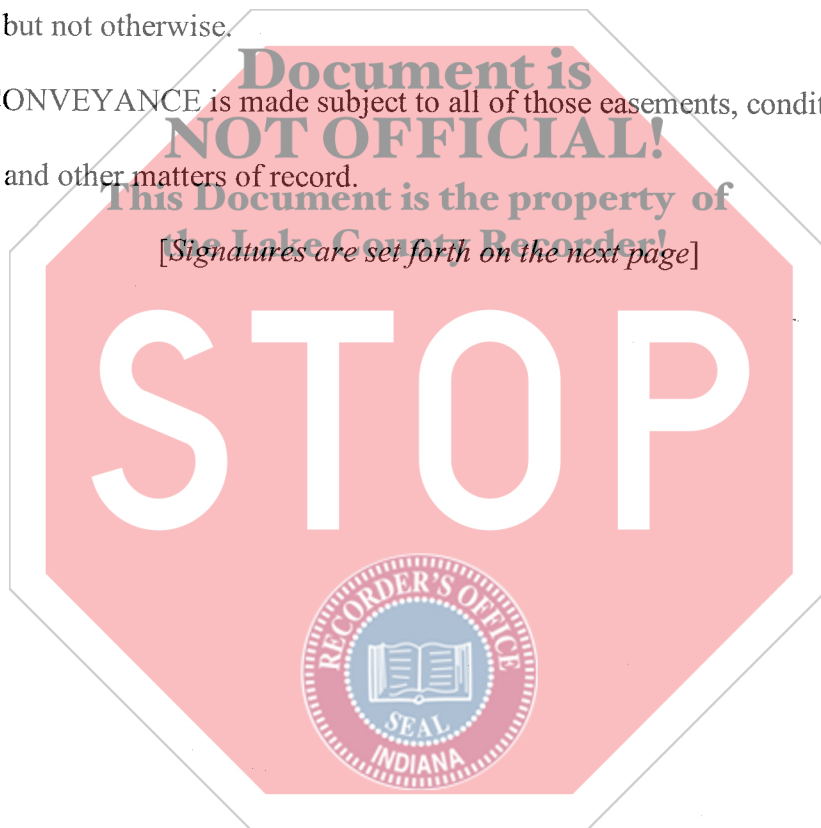 but not otherwise.
Document is
CONVEYANCE is made subject to all of those easements, condit
NOT OFFICIAL!
and other matters of record.
This Document is the property of
the Lake County Recorder!
[Signatures are set forth on the next page]
STOP
RECORDER'S OFFICE
SEAL
INDIANA